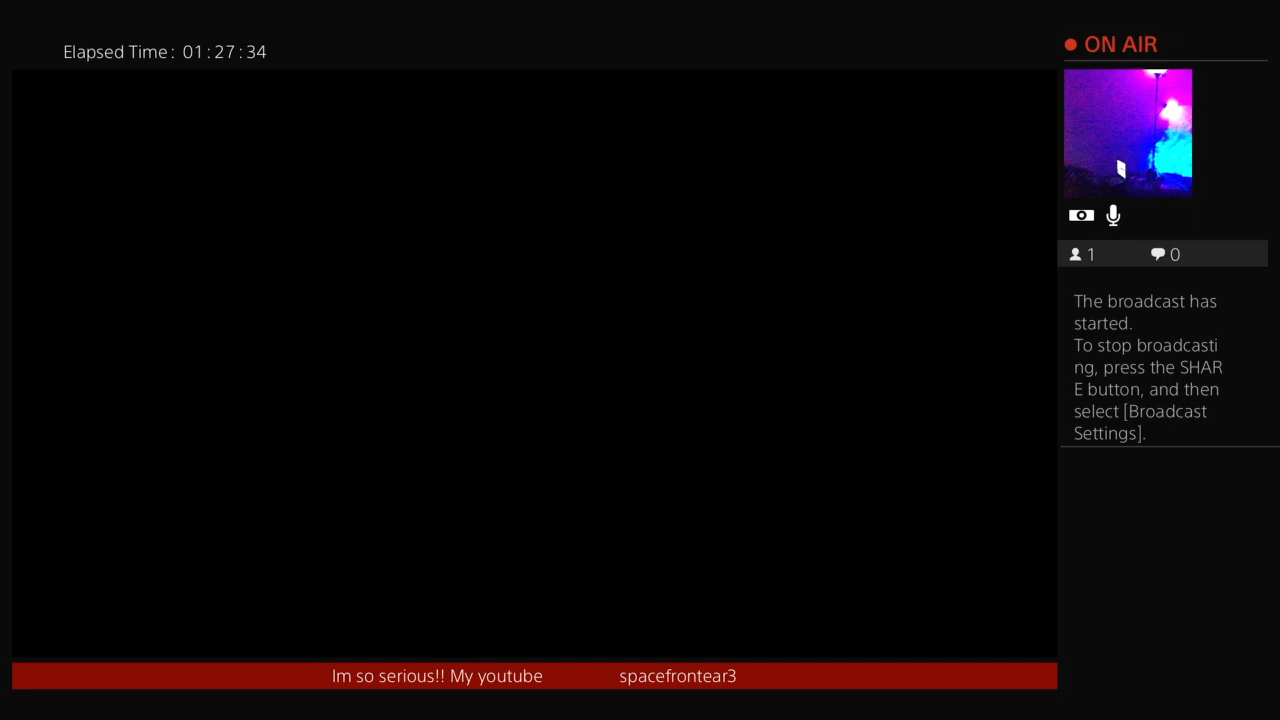 Elapsed Time: 01:27:34
ON AIR
1 0
The broadcast has
started.
To stop broadcasti
ng, press the SHAR
E button, and then
select [Broadcast
Settings].
Im so serious!! My youtube spacefrontear3